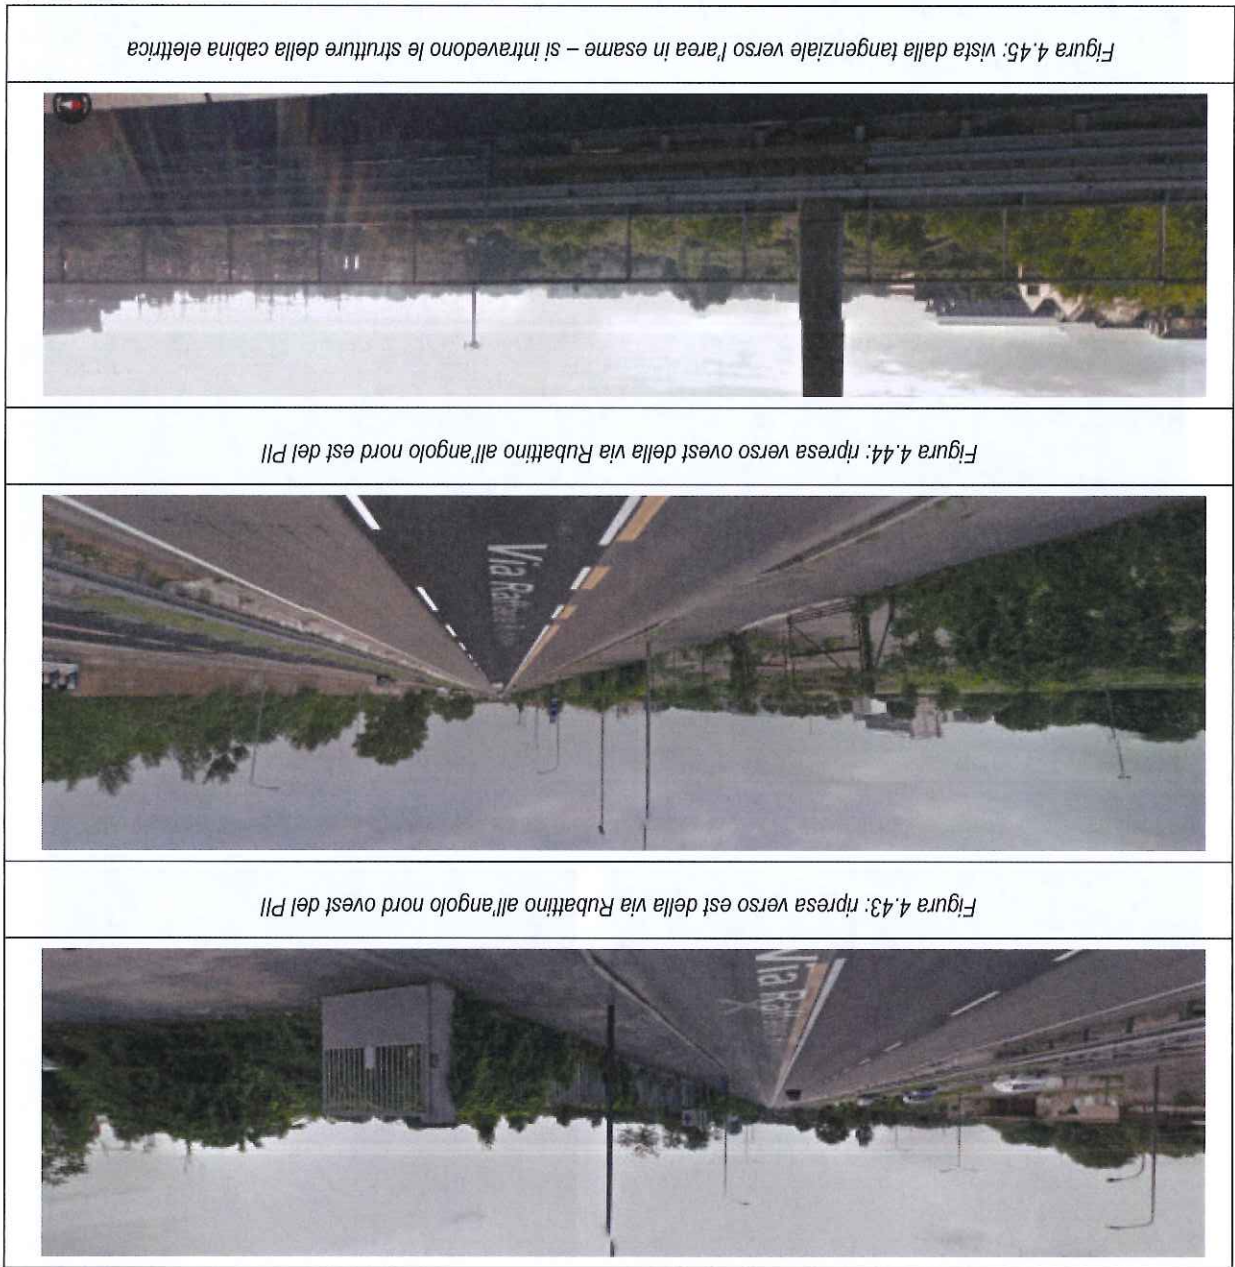 Via
Figura 4.43: ripresa verso est della via Rubattino all'angolo nord ovest del PII
Via
Figura 4.44: ripresa verso ovest della via Rubattino all'angolo nord est del PII
Figura 4.45: vista dalla tangenziale verso l'area in esame – si intravedono le strutture della cabina elettrica